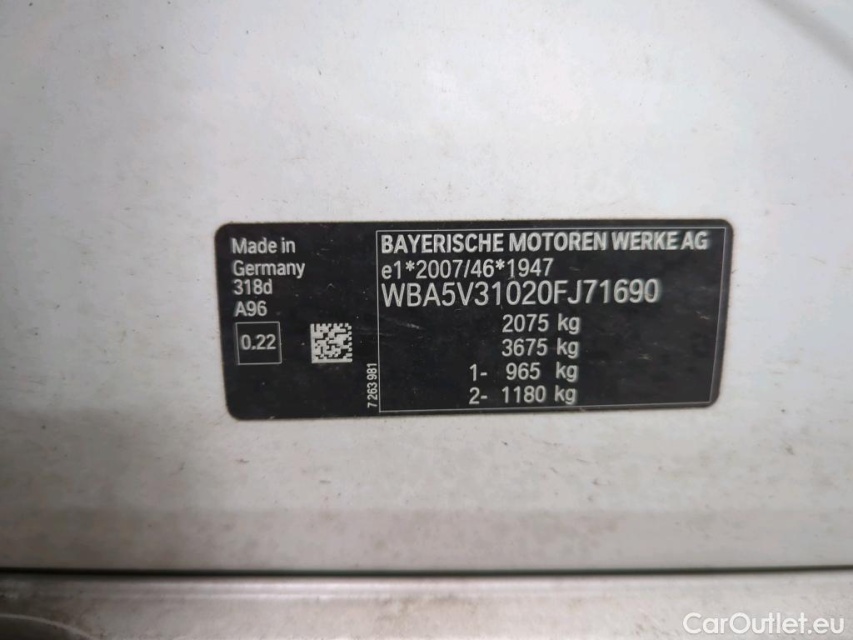 Made in
Germany
318d
A96
0.22
7 263 981
BAYERISCHE MOTOREN WERKE AG
e1*2007/46*1947
WBA5V31020FJ71690
2075 kg
3675 kg
1- 965 kg
2- 1180 kg
CarOutlet.eu